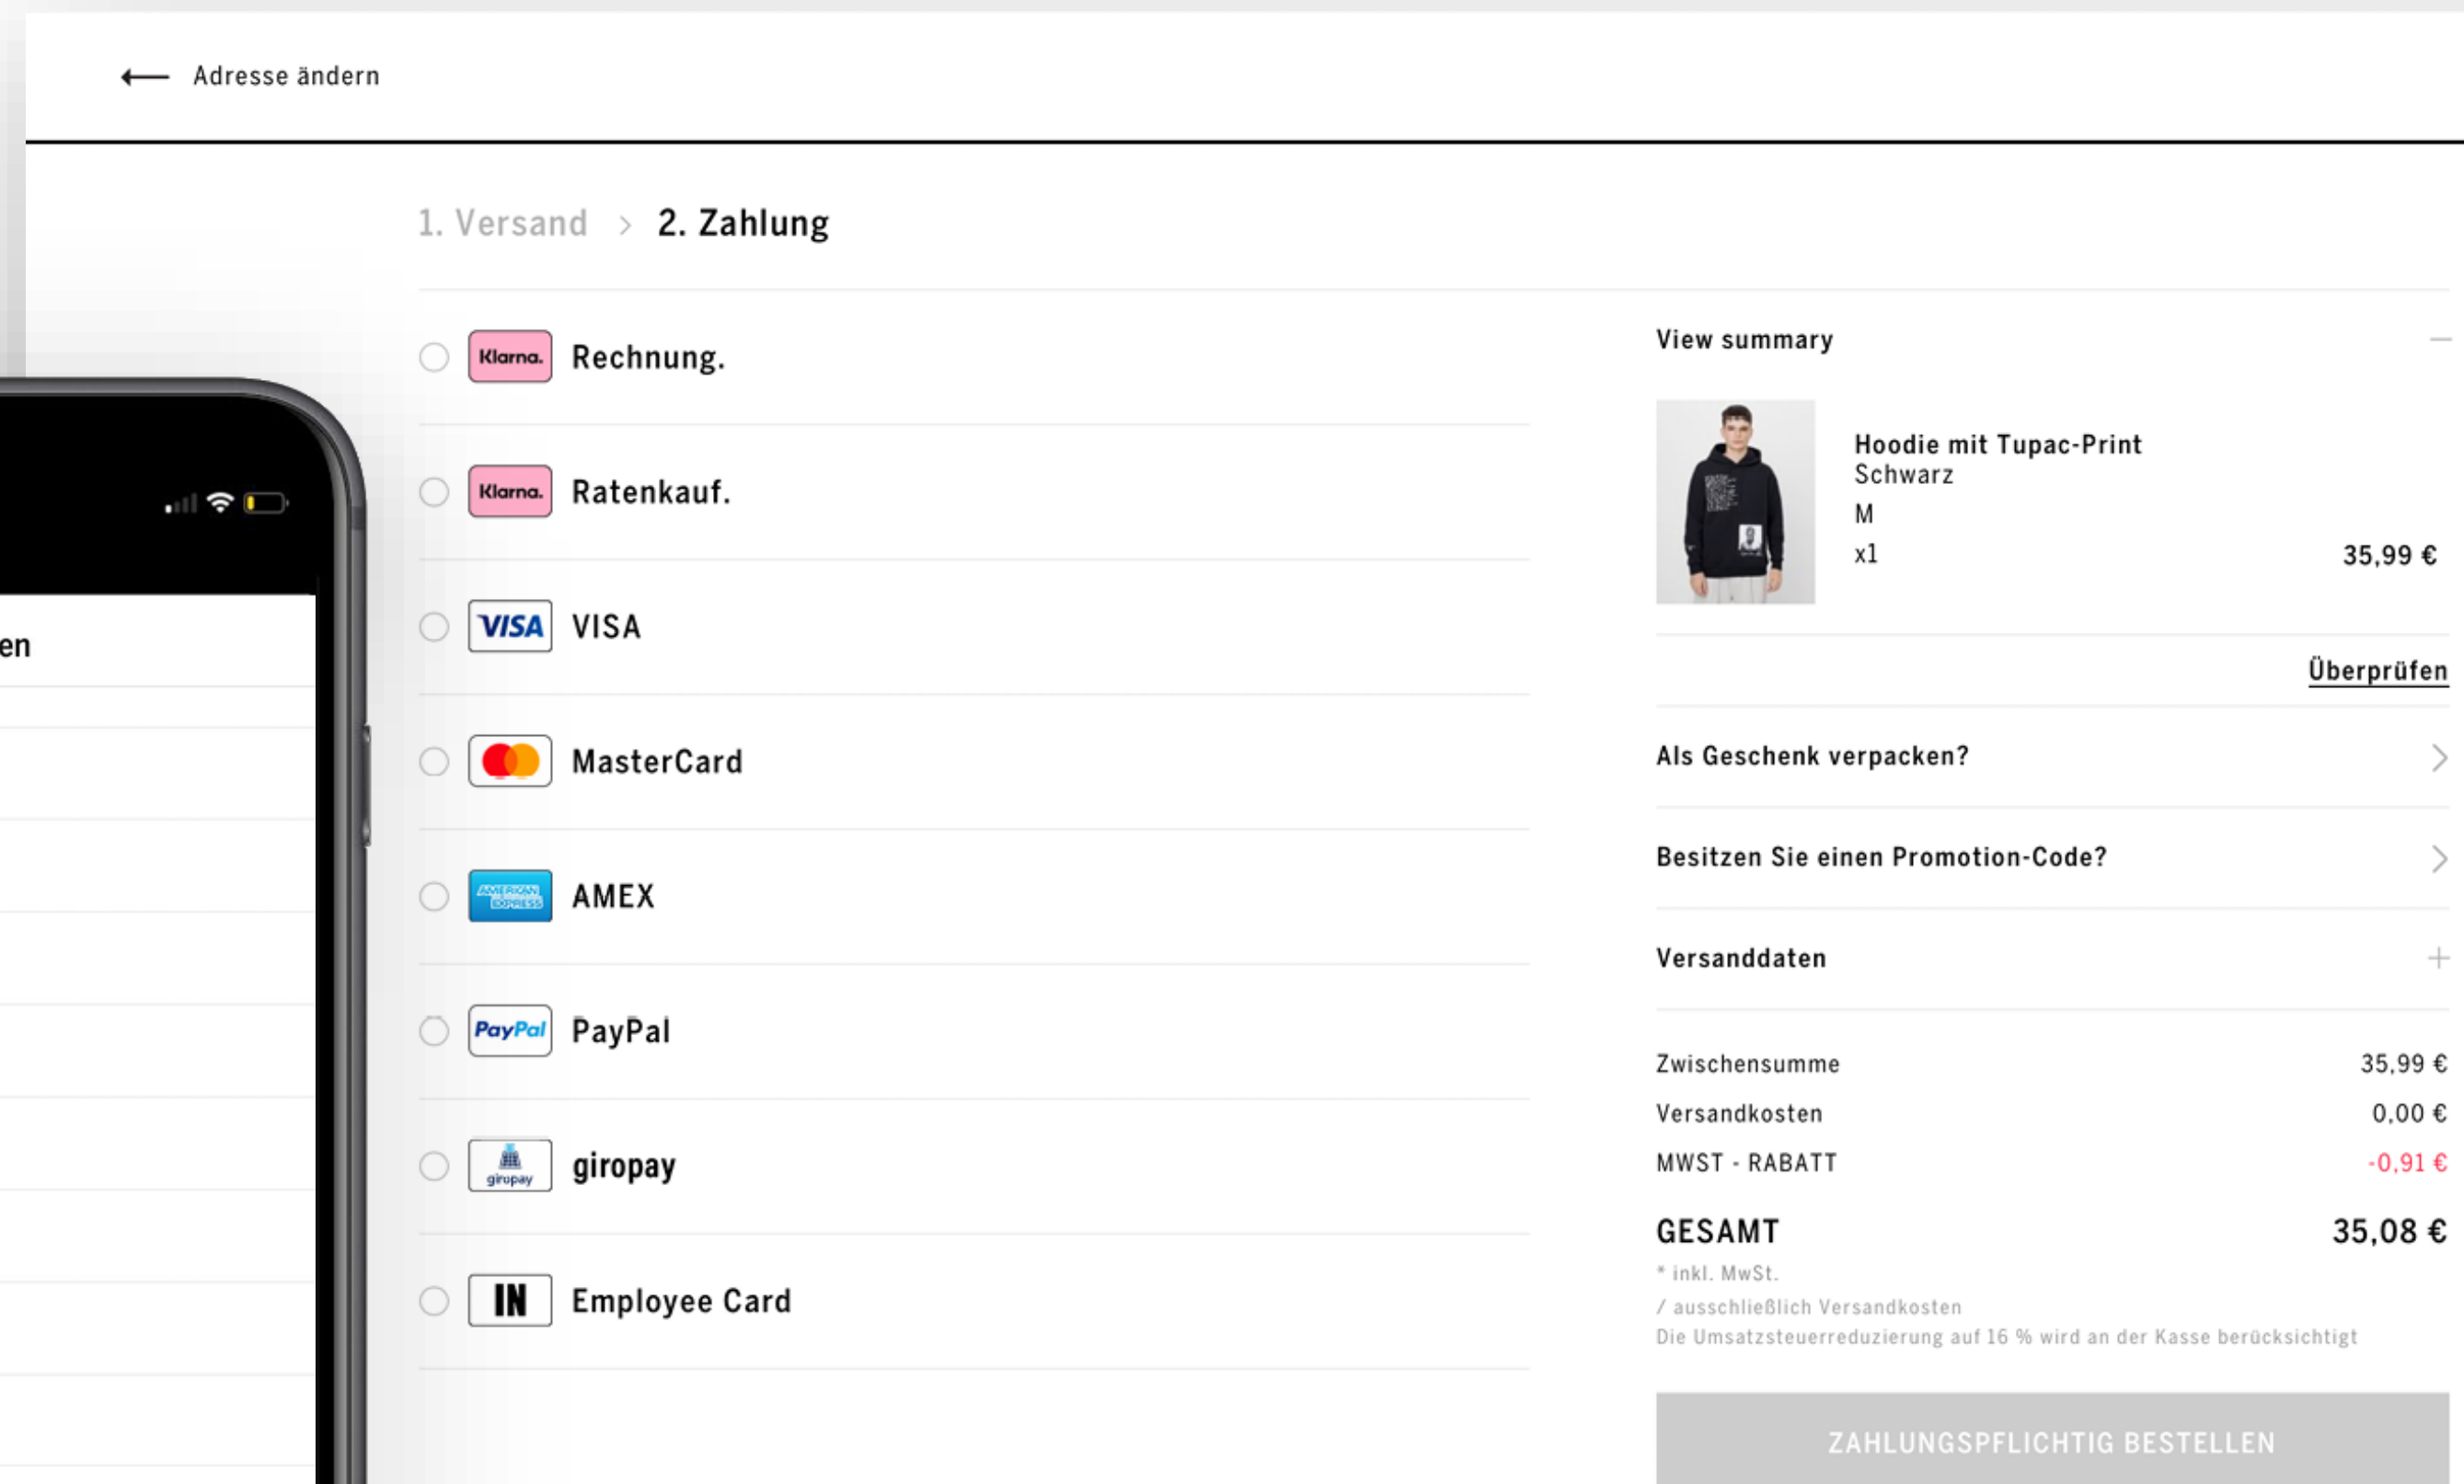 Adresse ändern
1. Versand > 2. Zahlung
Klarna. Rechnung.
Klarna. Ratenkauf.
VISA VISA
MasterCard
AMERICAN EXPRESS AMEX
PayPal PayPal
giropay giropay
IN Employee Card
View summary
Hoodie mit Tupac-Print
Schwarz
M
x1 35,99 €
Überprüfen
Als Geschenk verpacken?
Besitzen Sie einen Promotion-Code?
Versanddaten
Zwischensumme 35,99 €
Versandkosten 0,00 €
MWST - RABATT -0,91 €
GESAMT 35,08 €
* inkl. MwSt.
/ ausschließlich Versandkosten
Die Umsatzsteuerreduzierung auf 16 % wird an der Kasse berücksichtigt
ZAHLUNGSPFLICHTIG BESTELLEN
en